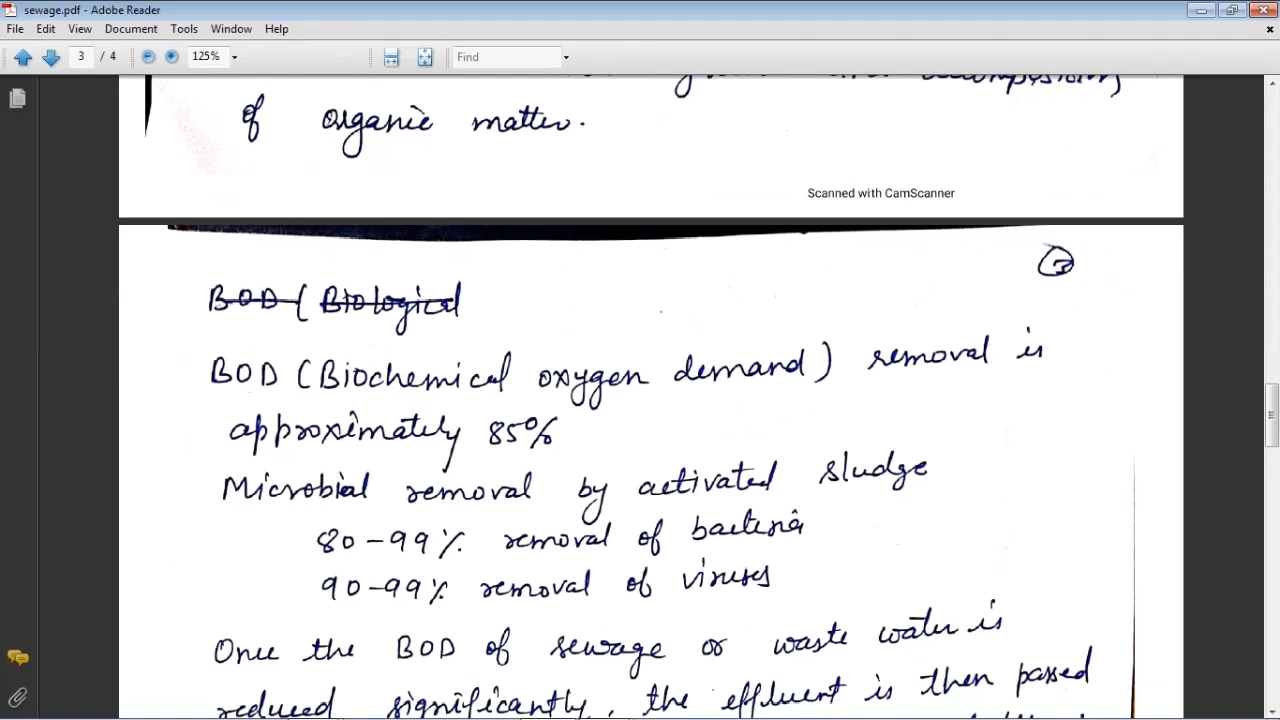 sewage.pdf - Adobe Reader
File Edit View Document Tools Window Help
3 / 4 125% Find
of organic matter.
Scanned with CamScanner
3
BOD ( Biological
BOD (Biochemical oxygen demand) removal is
approximately 85%
Microbial removal by activated sludge
80-99% removal of bacteria
90-99% removal of viruses
Once the BOD of sewage or waste water is
reduced significantly, the effluent is then passed